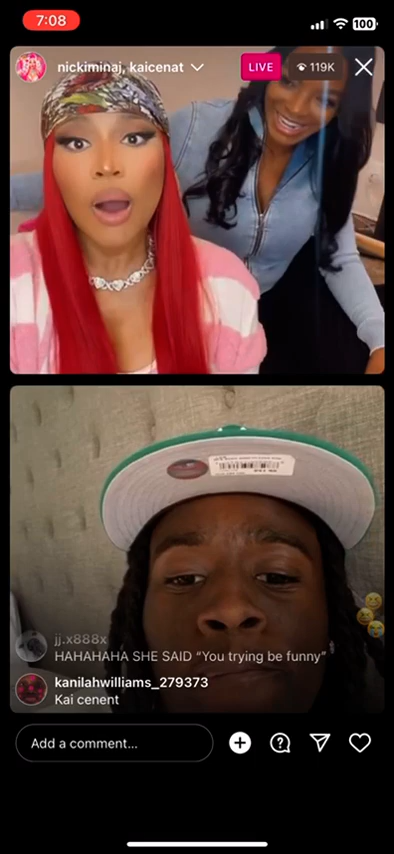 7:08
100
nickiminaj, kaicenat
LIVE
119K
jj.x888x
HAHAHAHA SHE SAID “You trying be funny”
kanilahwilliams_279373
Kai cenent
Add a comment...